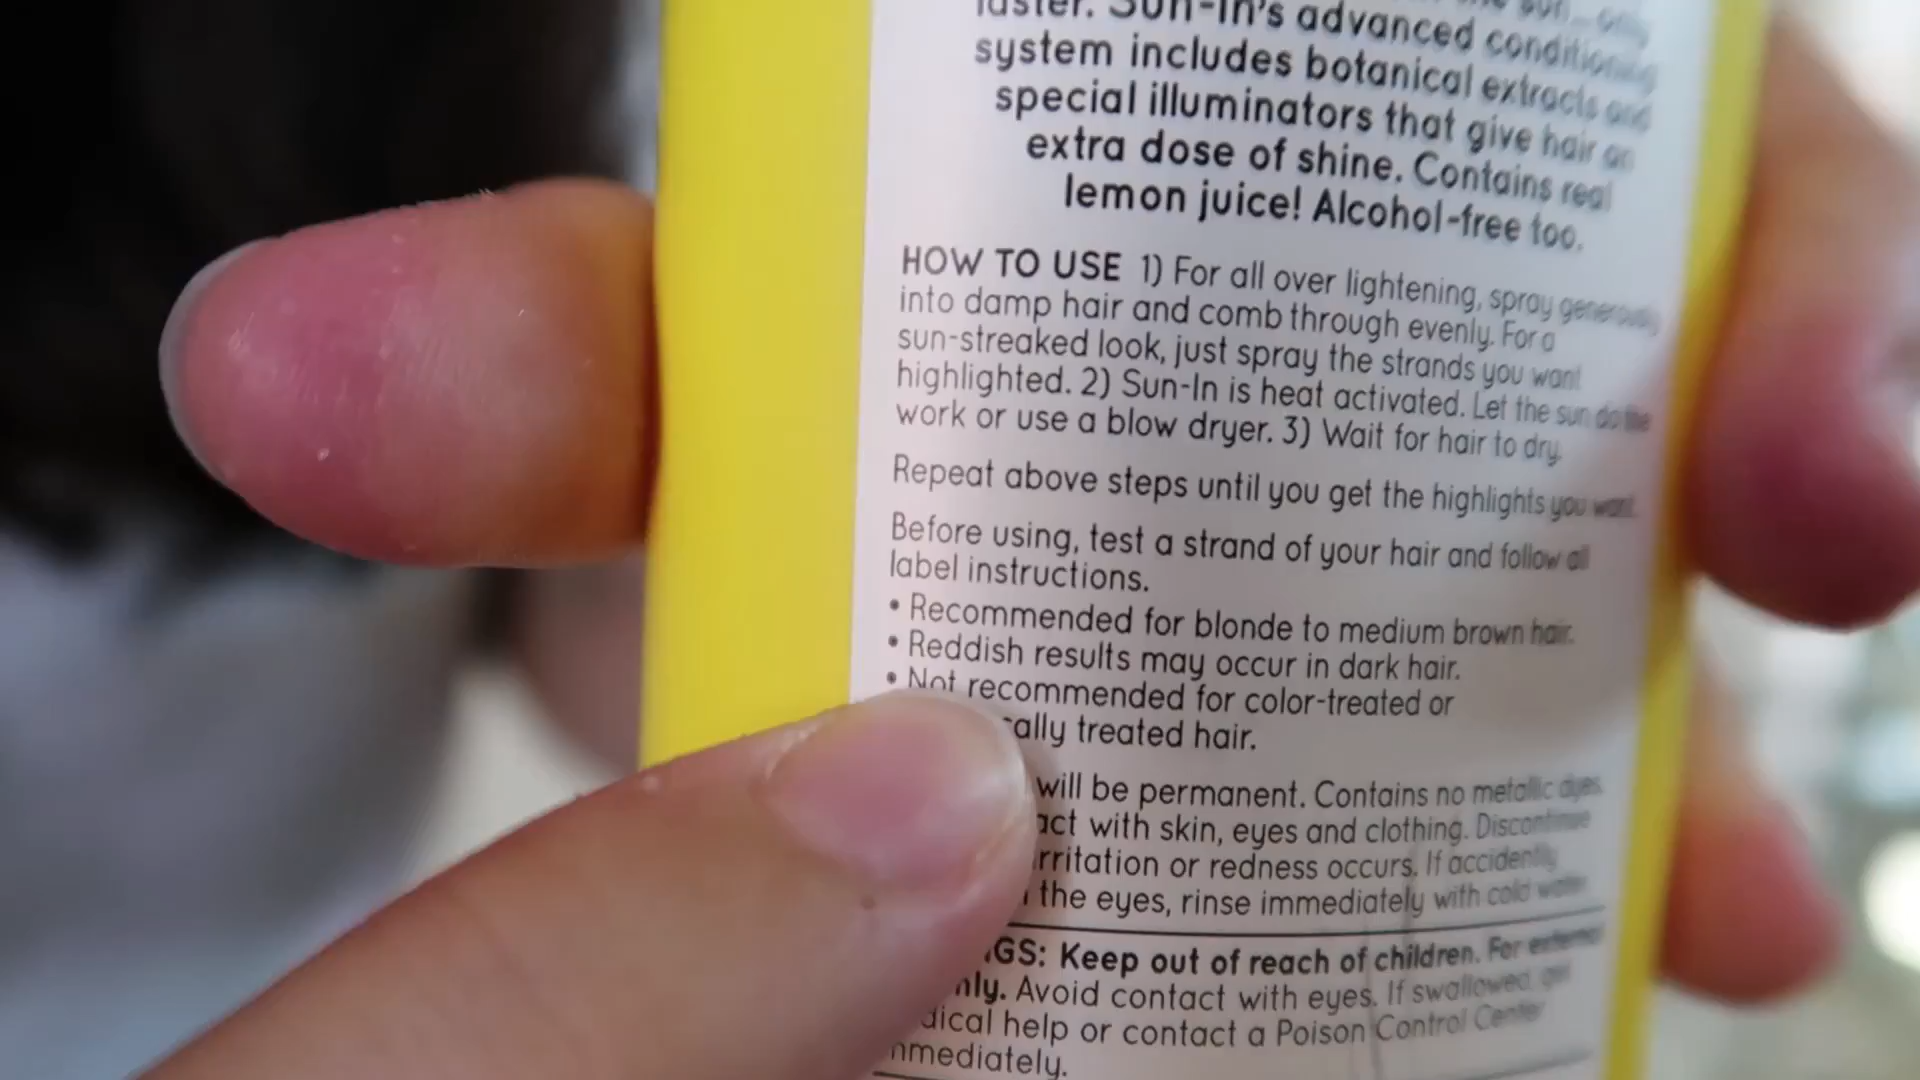 faster. Sun-In's advanced conditioning
system includes botanical extracts and
special illuminators that give hair an
extra dose of shine. Contains real
lemon juice! Alcohol-free too.
HOW TO USE 1) For all over lightening, spray generously
into damp hair and comb through evenly. For a
sun-streaked look, just spray the strands you want
highlighted. 2) Sun-In is heat activated. Let the sun do the
work or use a blow dryer. 3) Wait for hair to dry.
Repeat above steps until you get the highlights you want.
Before using, test a strand of your hair and follow all
label instructions.
• Recommended for blonde to medium brown hair.
• Reddish results may occur in dark hair.
• Not recommended for color-treated or
cally treated hair.
will be permanent. Contains no metallic dyes.
act with skin, eyes and clothing. Discontinue
rritation or redness occurs. If accidently
the eyes, rinse immediately with cold water.
GS: Keep out of reach of children. For external
nly. Avoid contact with eyes. If swallowed, get
dical help or contact a Poison Control Center
mmediately.